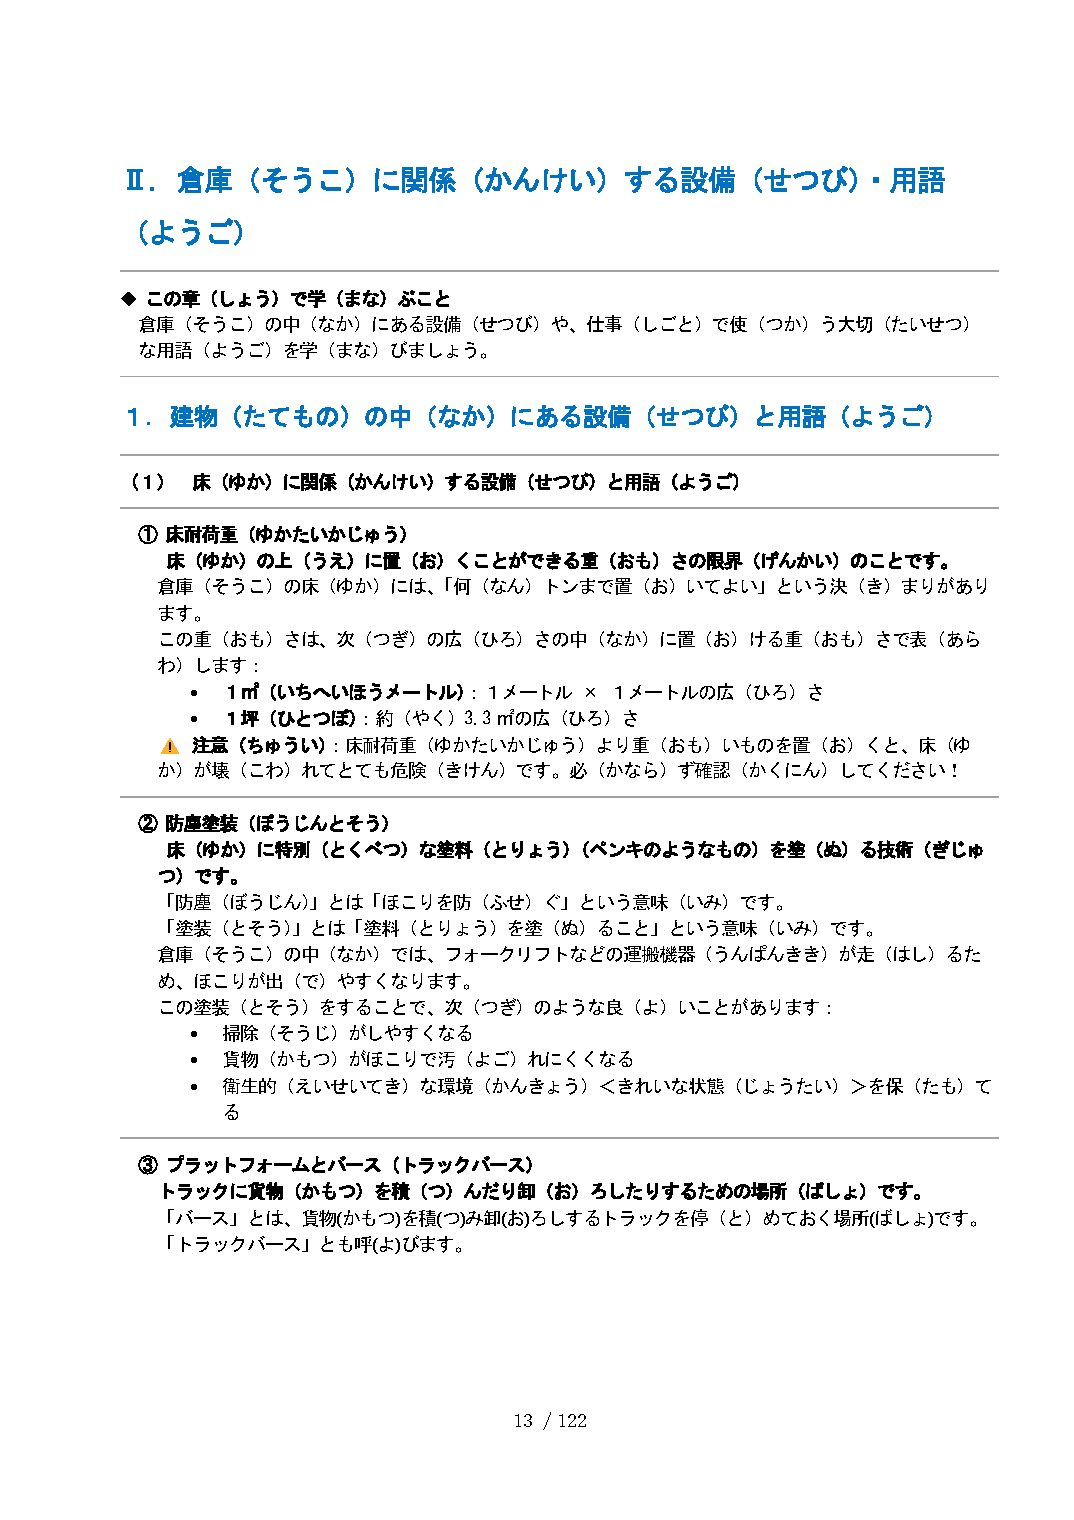 Ⅱ．倉庫（そうこ）に関係（かんけい）する設備（せつび）・用語
（ようご）
◆ この章（しょう）で学（まな）ぶこと
倉庫（そうこ）の中（なか）にある設備（せつび）や、仕事（しごと）で使（つか）う大切（たいせつ）
な用語（ようご）を学（まな）びましょう。
１．建物（たてもの）の中（なか）にある設備（せつび）と用語（ようご）
（１） 床（ゆか）に関係（かんけい）する設備（せつび）と用語（ようご）
① 床耐荷重（ゆかたいかじゅう）
床（ゆか）の上（うえ）に置（お）くことができる重（おも）さの限界（げんかい）のことです。
倉庫（そうこ）の床（ゆか）には、「何（なん）トンまで置（お）いてよい」という決（き）まりがあり
ます。
この重（おも）さは、次（つぎ）の広（ひろ）さの中（なか）に置（お）ける重（おも）さで表（あら
わ）します：
• １㎡（いちへいほうメートル）：１メートル × １メートルの広（ひろ）さ
• １坪（ひとつぼ）：約（やく）3.3㎡の広（ひろ）さ
⚠ 注意（ちゅうい）：床耐荷重（ゆかたいかじゅう）より重（おも）いものを置（お）くと、床（ゆ
か）が壊（こわ）れてとても危険（きけん）です。必（かなら）ず確認（かくにん）してください！
② 防塵塗装（ぼうじんとそう）
床（ゆか）に特別（とくべつ）な塗料（とりょう）（ペンキのようなもの）を塗（ぬ）る技術（ぎじゅ
つ）です。
「防塵（ぼうじん）」とは「ほこりを防（ふせ）ぐ」という意味（いみ）です。
「塗装（とそう）」とは「塗料（とりょう）を塗（ぬ）ること」という意味（いみ）です。
倉庫（そうこ）の中（なか）では、フォークリフトなどの運搬機器（うんぱんきき）が走（はし）るた
め、ほこりが出（で）やすくなります。
この塗装（とそう）をすることで、次（つぎ）のような良（よ）いことがあります：
• 掃除（そうじ）がしやすくなる
• 貨物（かもつ）がほこりで汚（よご）れにくくなる
• 衛生的（えいせいてき）な環境（かんきょう）＜きれいな状態（じょうたい）＞を保（たも）て
る
③ プラットフォームとバース（トラックバース）
トラックに貨物（かもつ）を積（つ）んだり卸（お）ろしたりするための場所（ばしょ）です。
「バース」とは、貨物(かもつ)を積(つ)み卸(お)ろしするトラックを停（と）めておく場所(ばしょ)です。
「トラックバース」とも呼(よ)びます。
13 / 122